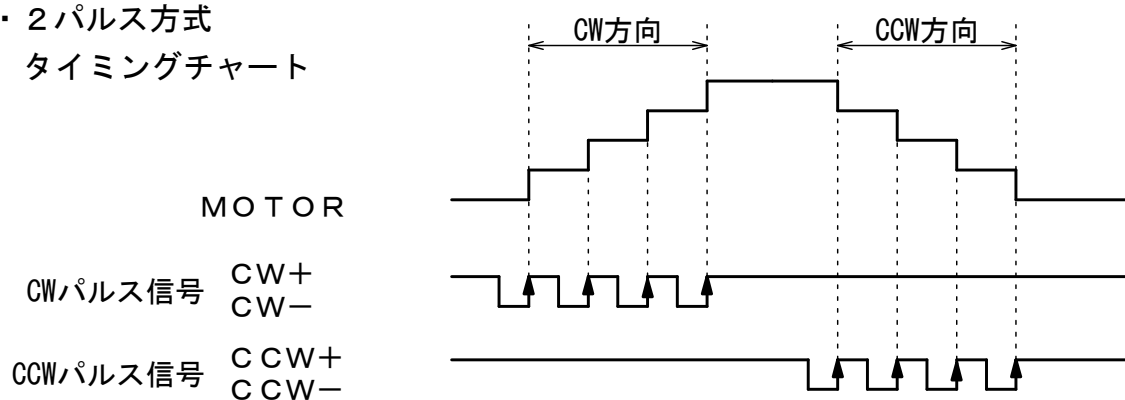 ・２パルス方式
タイミングチャート
CW方向
CCW方向
ＭＯＴＯＲ
CWパルス信号
ＣＷ＋
ＣＷ－
CCWパルス信号
ＣＣＷ＋
ＣＣＷ－